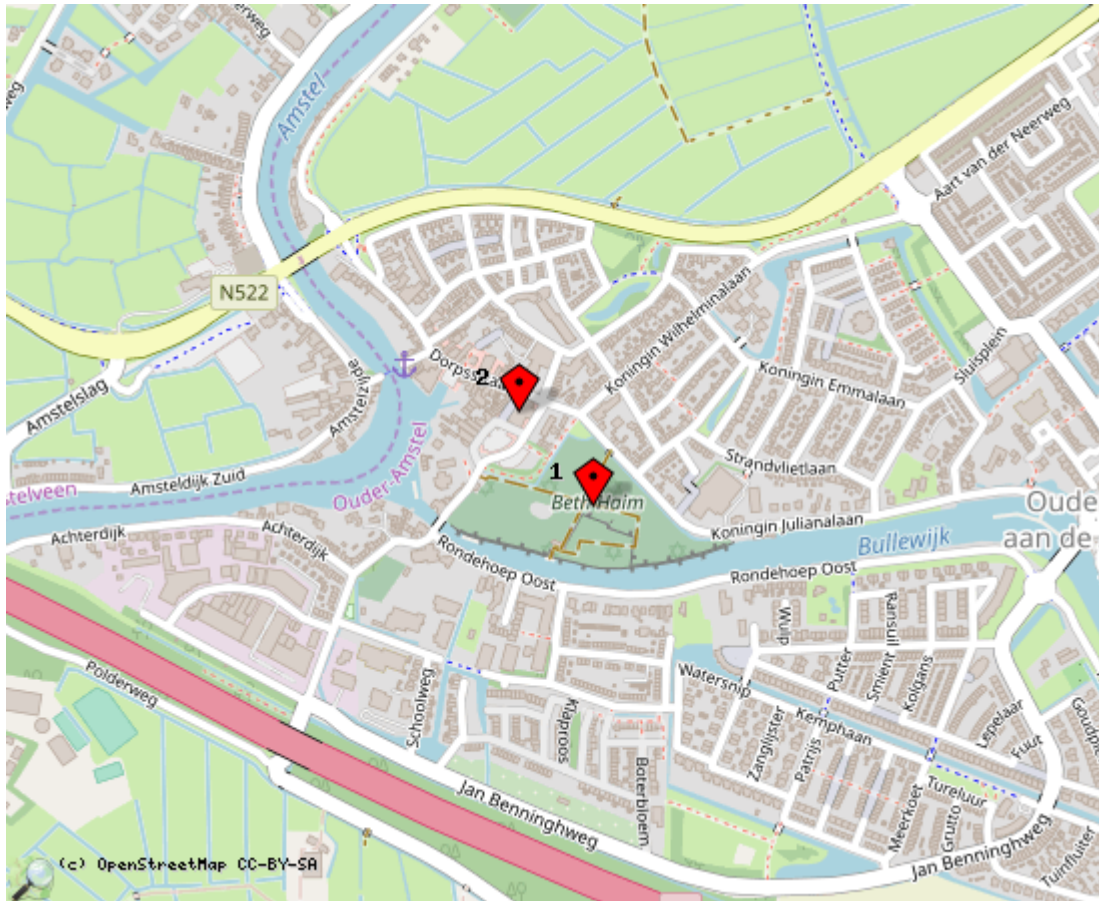 Amstel
Aart van der Neerweg
N522
Koningin Wilhelminalaan
Sluisplein
Amstelslag
Amstelzijde
2
Koningin Emmalaan
Strandvlietlaan
1
Amsteldijk Zuid
Ouder-Amstel
Beth Haim
Achterdijk
Achterdijk
Koningin Julianalaan
Bullewijk
Oude
aan de
Rondehoep Oost
Rondehoep Oost
Wulp
Ransuil
Putter
Smient
Kolgans
Watersnip
Polderweg
Schoolweg
Klaproos
Boterbloem
Zanglijster
Patrijs
Kemphaan
Lepelaar
Fuut
Tureluur
Meerkoet
Grutto
Jan Benninghweg
Jan Benninghweg
Tuinfluiter
(c) OpenStreetMap CC-BY-SA